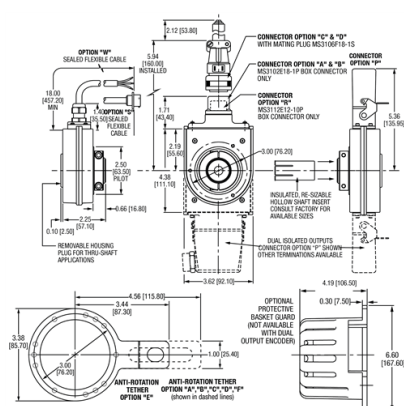 2.12 [53.80]
OPTION "W"
SEALED FLEXIBLE CABLE
5.94
[160.00]
INSTALLED
CONNECTOR OPTION "C" & "D"
WITH MATING PLUG MS3106F18-1S
CONNECTOR OPTION "A" & "B"
MS3102E18-1P BOX CONNECTOR
ONLY
CONNECTOR
OPTION "P"
CONNECTOR
OPTION "R"
MS3112E12-10P
BOX CONNECTOR ONLY
18.00
[457.20]
MIN
1.40
[35.50]
OPTION "S"
SEALED
FLEXIBLE
CABLE
1.71
[43.40]
5.36
[135.95]
2.19
[55.60]
3.00 [76.20]
2.50
[63.50]
PILOT
4.38
[111.10]
0.66 [16.80]
INSULATED, RE-SIZABLE
HOLLOW SHAFT INSERT
CONSULT FACTORY FOR
AVAILABLE SIZES
2.25
[57.10]
0.10 [2.50]
REMOVABLE HOUSING
PLUG FOR THRU-SHAFT
APPLICATIONS
DUAL ISOLATED OUTPUTS
CONNECTOR OPTION "P" SHOWN
OTHER TERMINATIONS AVAILABLE
3.62 [92.10]
4.19 [106.50]
4.56 [115.80]
3.44
[87.30]
OPTIONAL
PROTECTIVE
BASKET GUARD
(NOT AVAILABLE
WITH DUAL
OUTPUT ENCODER)
0.30 [7.50]
3.38
[85.70]
1.00 [25.40]
3.00
[76.20]
6.60
[167.60]
ANTI-ROTATION
TETHER
OPTION "E"
ANTI-ROTATION TETHER
OPTION "A","B","C","D","F"
(shown in dashed lines)